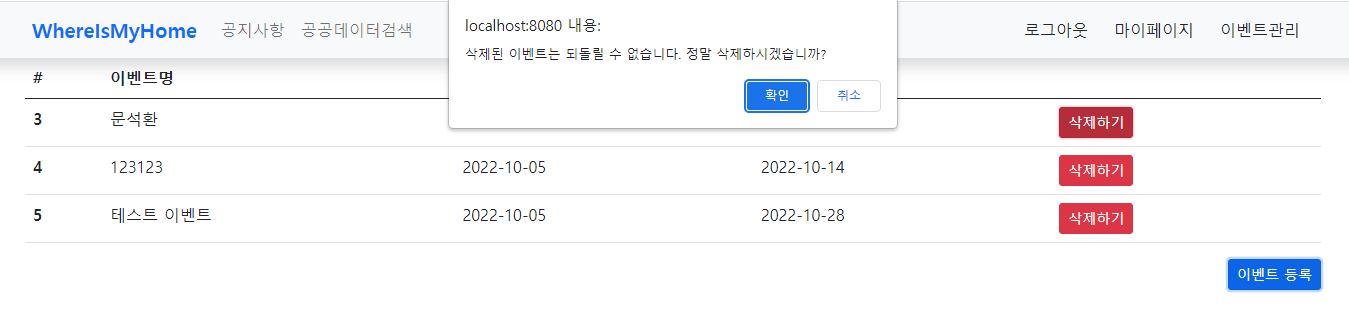 WhereIsMyHome 공지사항 공공데이터검색 로그아웃 마이페이지 이벤트관리
localhost:8080 내용:
삭제된 이벤트는 되돌릴 수 없습니다. 정말 삭제하시겠습니까?
확인 취소
# 이벤트명
3 문석환 삭제하기
4 123123 2022-10-05 2022-10-14 삭제하기
5 테스트 이벤트 2022-10-05 2022-10-28 삭제하기
이벤트 등록